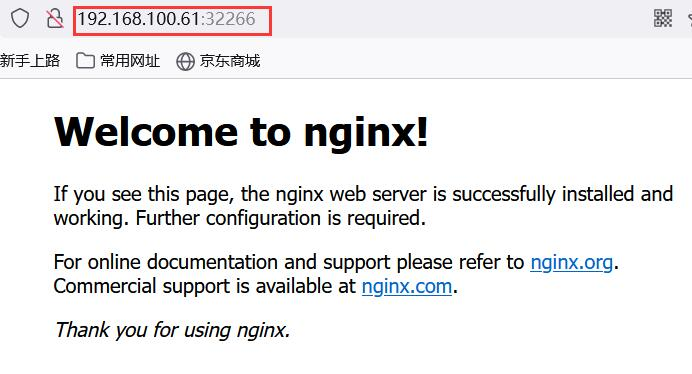 192.168.100.61:32266
新手上路 常用网址 京东商城
Welcome to nginx!
If you see this page, the nginx web server is successfully installed and
working. Further configuration is required.
For online documentation and support please refer to nginx.org.
Commercial support is available at nginx.com.
Thank you for using nginx.